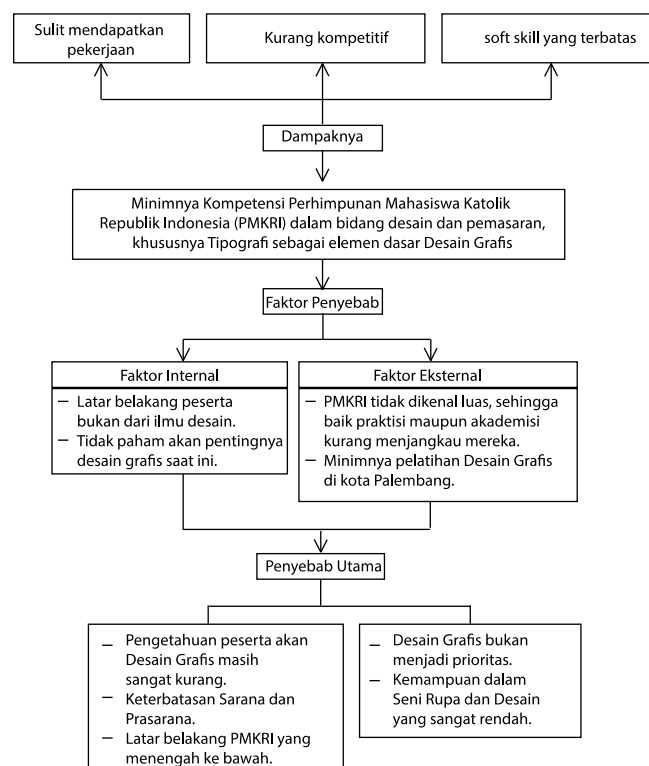 Sulit mendapatkan
pekerjaan
Kurang kompetitif
soft skill yang terbatas
Dampaknya
Minimnya Kompetensi Perhimpunan Mahasiswa Katolik
Republik Indonesia (PMKRI) dalam bidang desain dan pemasaran,
khususnya Tipografi sebagai elemen dasar Desain Grafis
Faktor Penyebab
Faktor Internal
– Latar belakang peserta
bukan dari ilmu desain.
– Tidak paham akan pentingnya
desain grafis saat ini.
Faktor Eksternal
– PMKRI tidak dikenal luas, sehingga
baik praktisi maupun akademisi
kurang menjangkau mereka.
– Minimnya pelatihan Desain Grafis
di kota Palembang.
Penyebab Utama
– Pengetahuan peserta akan
Desain Grafis masih
sangat kurang.
– Keterbatasan Sarana dan
Prasarana.
– Latar belakang PMKRI yang
menengah ke bawah.
– Desain Grafis bukan
menjadi prioritas.
– Kemampuan dalam
Seni Rupa dan Desain
yang sangat rendah.